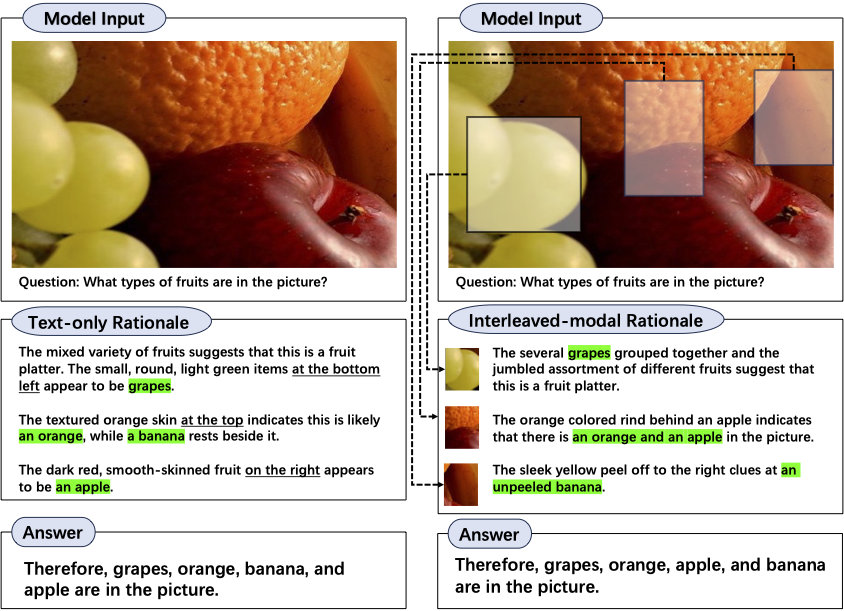 Model Input
Question: What types of fruits are in the picture?
Text-only Rationale
The mixed variety of fruits suggests that this is a fruit
platter. The small, round, light green items at the bottom
left appear to be grapes.
The textured orange skin at the top indicates this is likely
an orange, while a banana rests beside it.
The dark red, smooth-skinned fruit on the right appears
to be an apple.
Answer
Therefore, grapes, orange, banana, and
apple are in the picture.
Model Input
Question: What types of fruits are in the picture?
Interleaved-modal Rationale
The several grapes grouped together and the
jumbled assortment of different fruits suggest that
this is a fruit platter.
The orange colored rind behind an apple indicates
that there is an orange and an apple in the picture.
The sleek yellow peel off to the right clues at an
unpeeled banana.
Answer
Therefore, grapes, orange, apple, and banana
are in the picture.